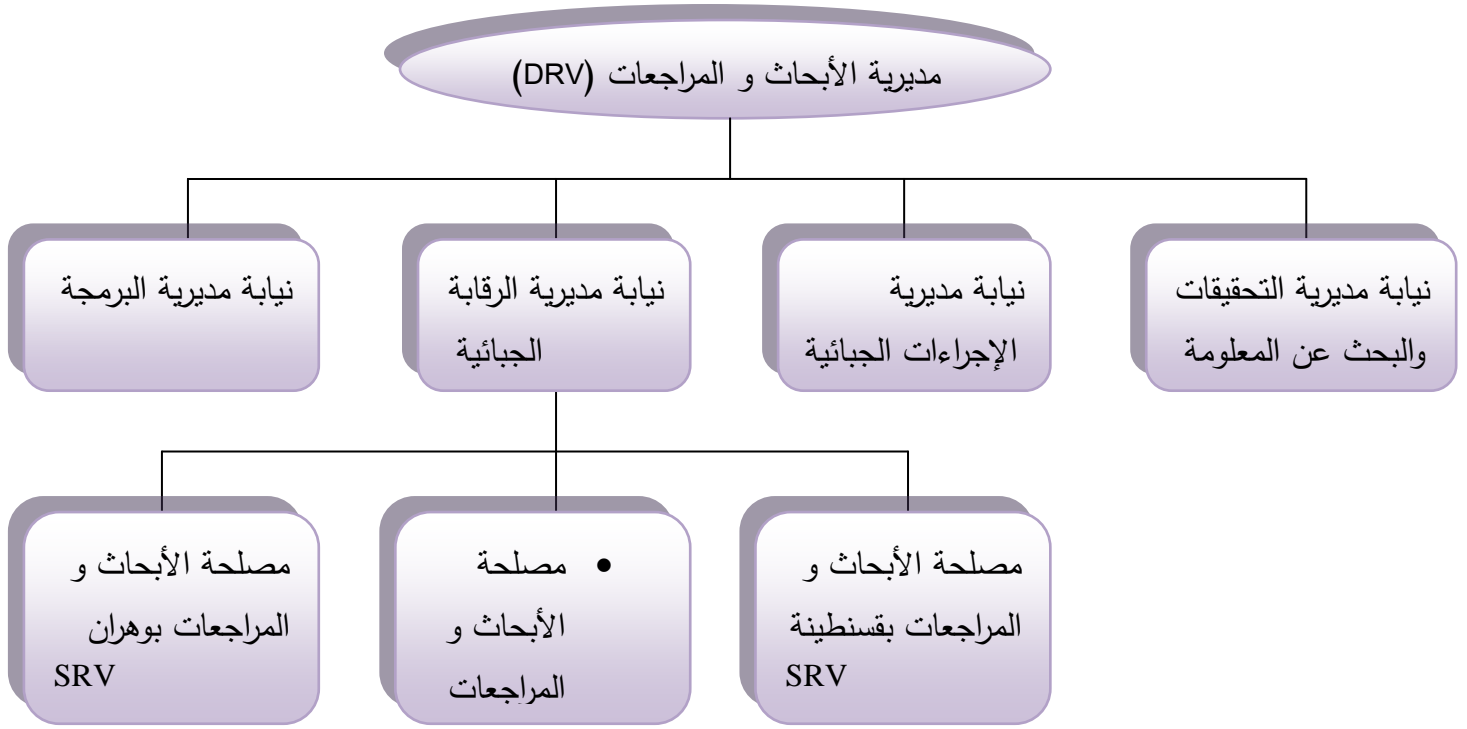 مديرية الأبحاث و المراجعات (DRV)
نيابة مديرية التحقيقات
والبحث عن المعلومة
نيابة مديرية
الإجراءات الجبائية
نيابة مديرية الرقابة
الجبائية
نيابة مديرية البرمجة
مصلحة الأبحاث و
المراجعات بقسنطينة
SRV
• مصلحة
الأبحاث و
المراجعات
مصلحة الأبحاث و
المراجعات بوهران
SRV